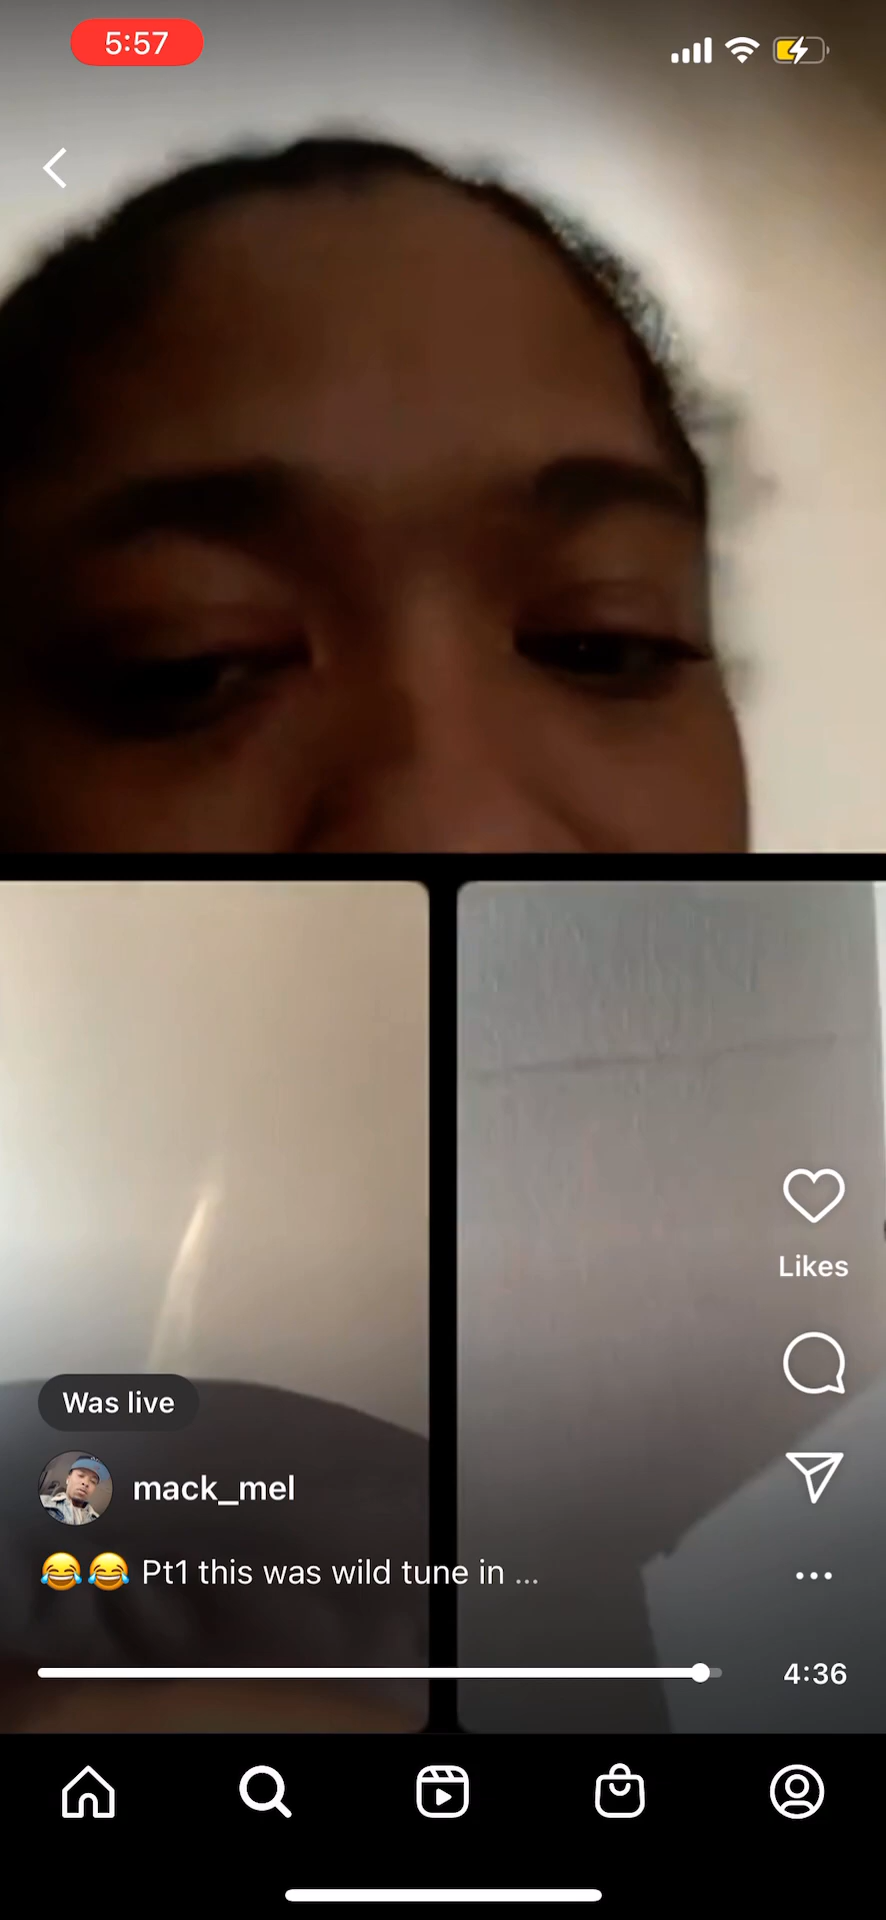 5:57
Likes
Was live
mack_mel
😂😂 Pt1 this was wild tune in ...
4:36